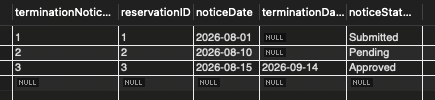 terminationNotic... reservationID noticeDate terminationDa... noticeStat...
1 1 2026-08-01 NULL Submitted
2 2 2026-08-10 NULL Pending
3 3 2026-08-15 2026-09-14 Approved
NULL NULL NULL NULL NULL